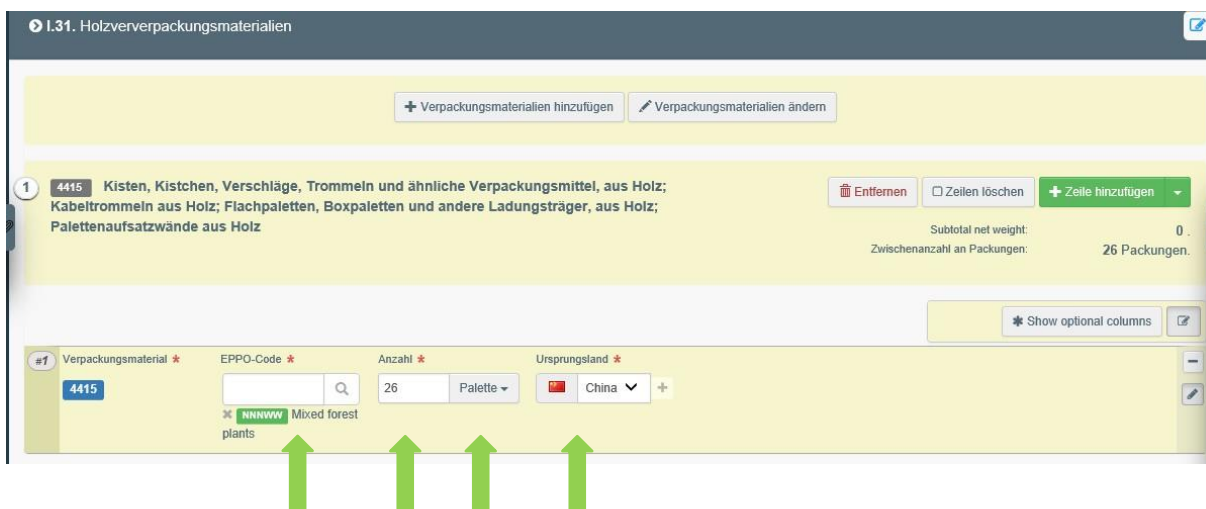 I.31. Holzververpackungsmaterialien
Verpackungsmaterialien hinzufügen Verpackungsmaterialien ändern
1 4415 Kisten, Kistchen, Verschläge, Trommeln und ähnliche Verpackungsmittel, aus Holz;
Kabeltrommeln aus Holz; Flachpaletten, Boxpaletten und andere Ladungsträger, aus Holz;
Palettenaufsatzwände aus Holz
Entfernen Zeilen löschen Zeile hinzufügen
Subtotal net weight: 0 .
Zwischenanzahl an Packungen: 26 Packungen.
Show optional columns
#1 Verpackungsmaterial * EPPO-Code * Anzahl * Ursprungsland *
4415 26 Palette China
NNNWW Mixed forest
plants